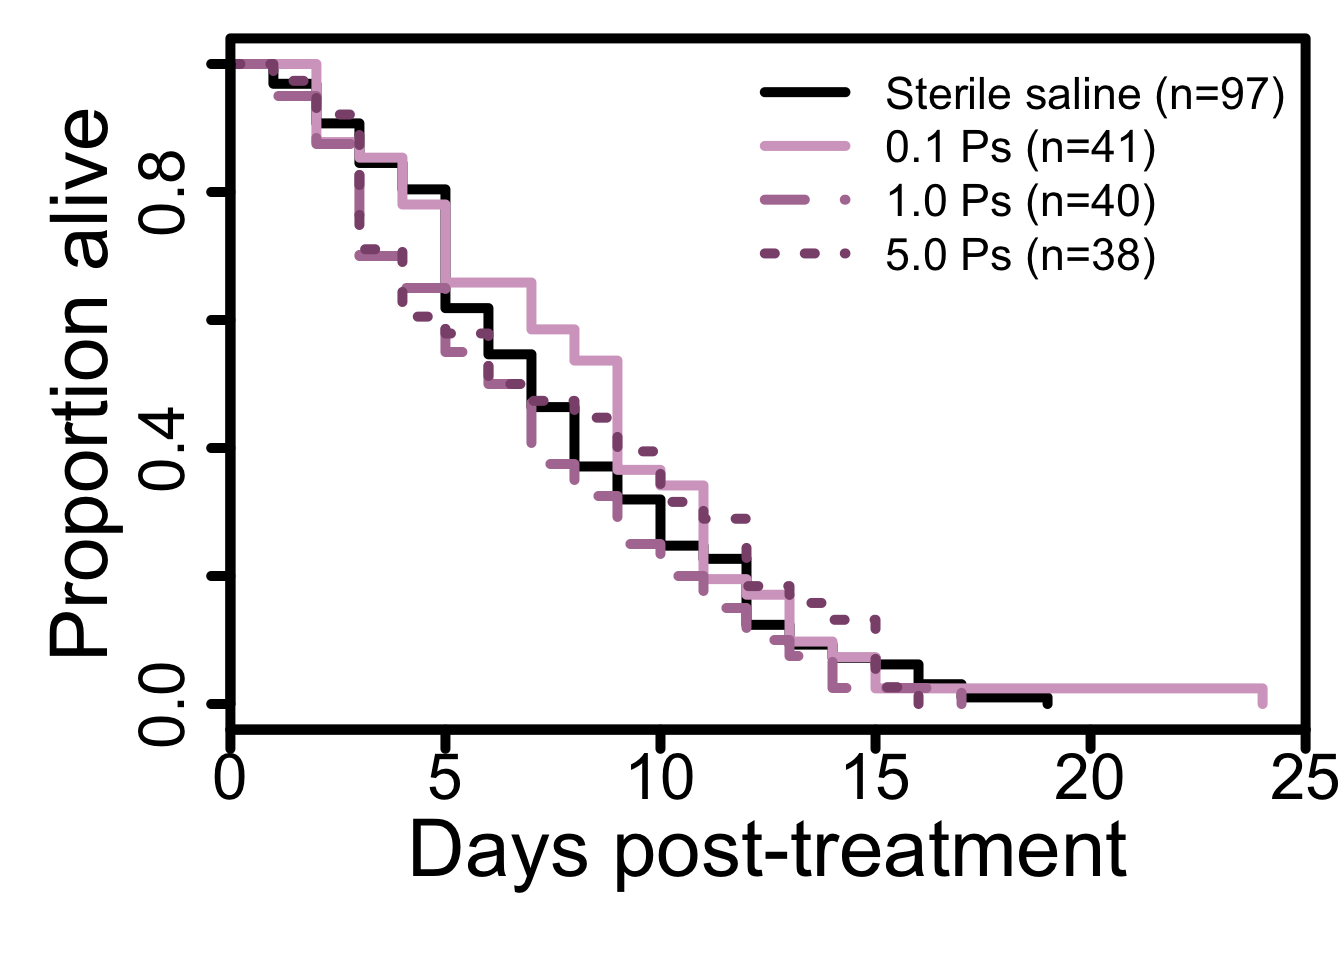 Sterile saline (n=97)
0.1 Ps (n=41)
1.0 Ps (n=40)
5.0 Ps (n=38)
Proportion alive
0.8
0.4
0.0
0 5 10 15 20 25
Days post-treatment